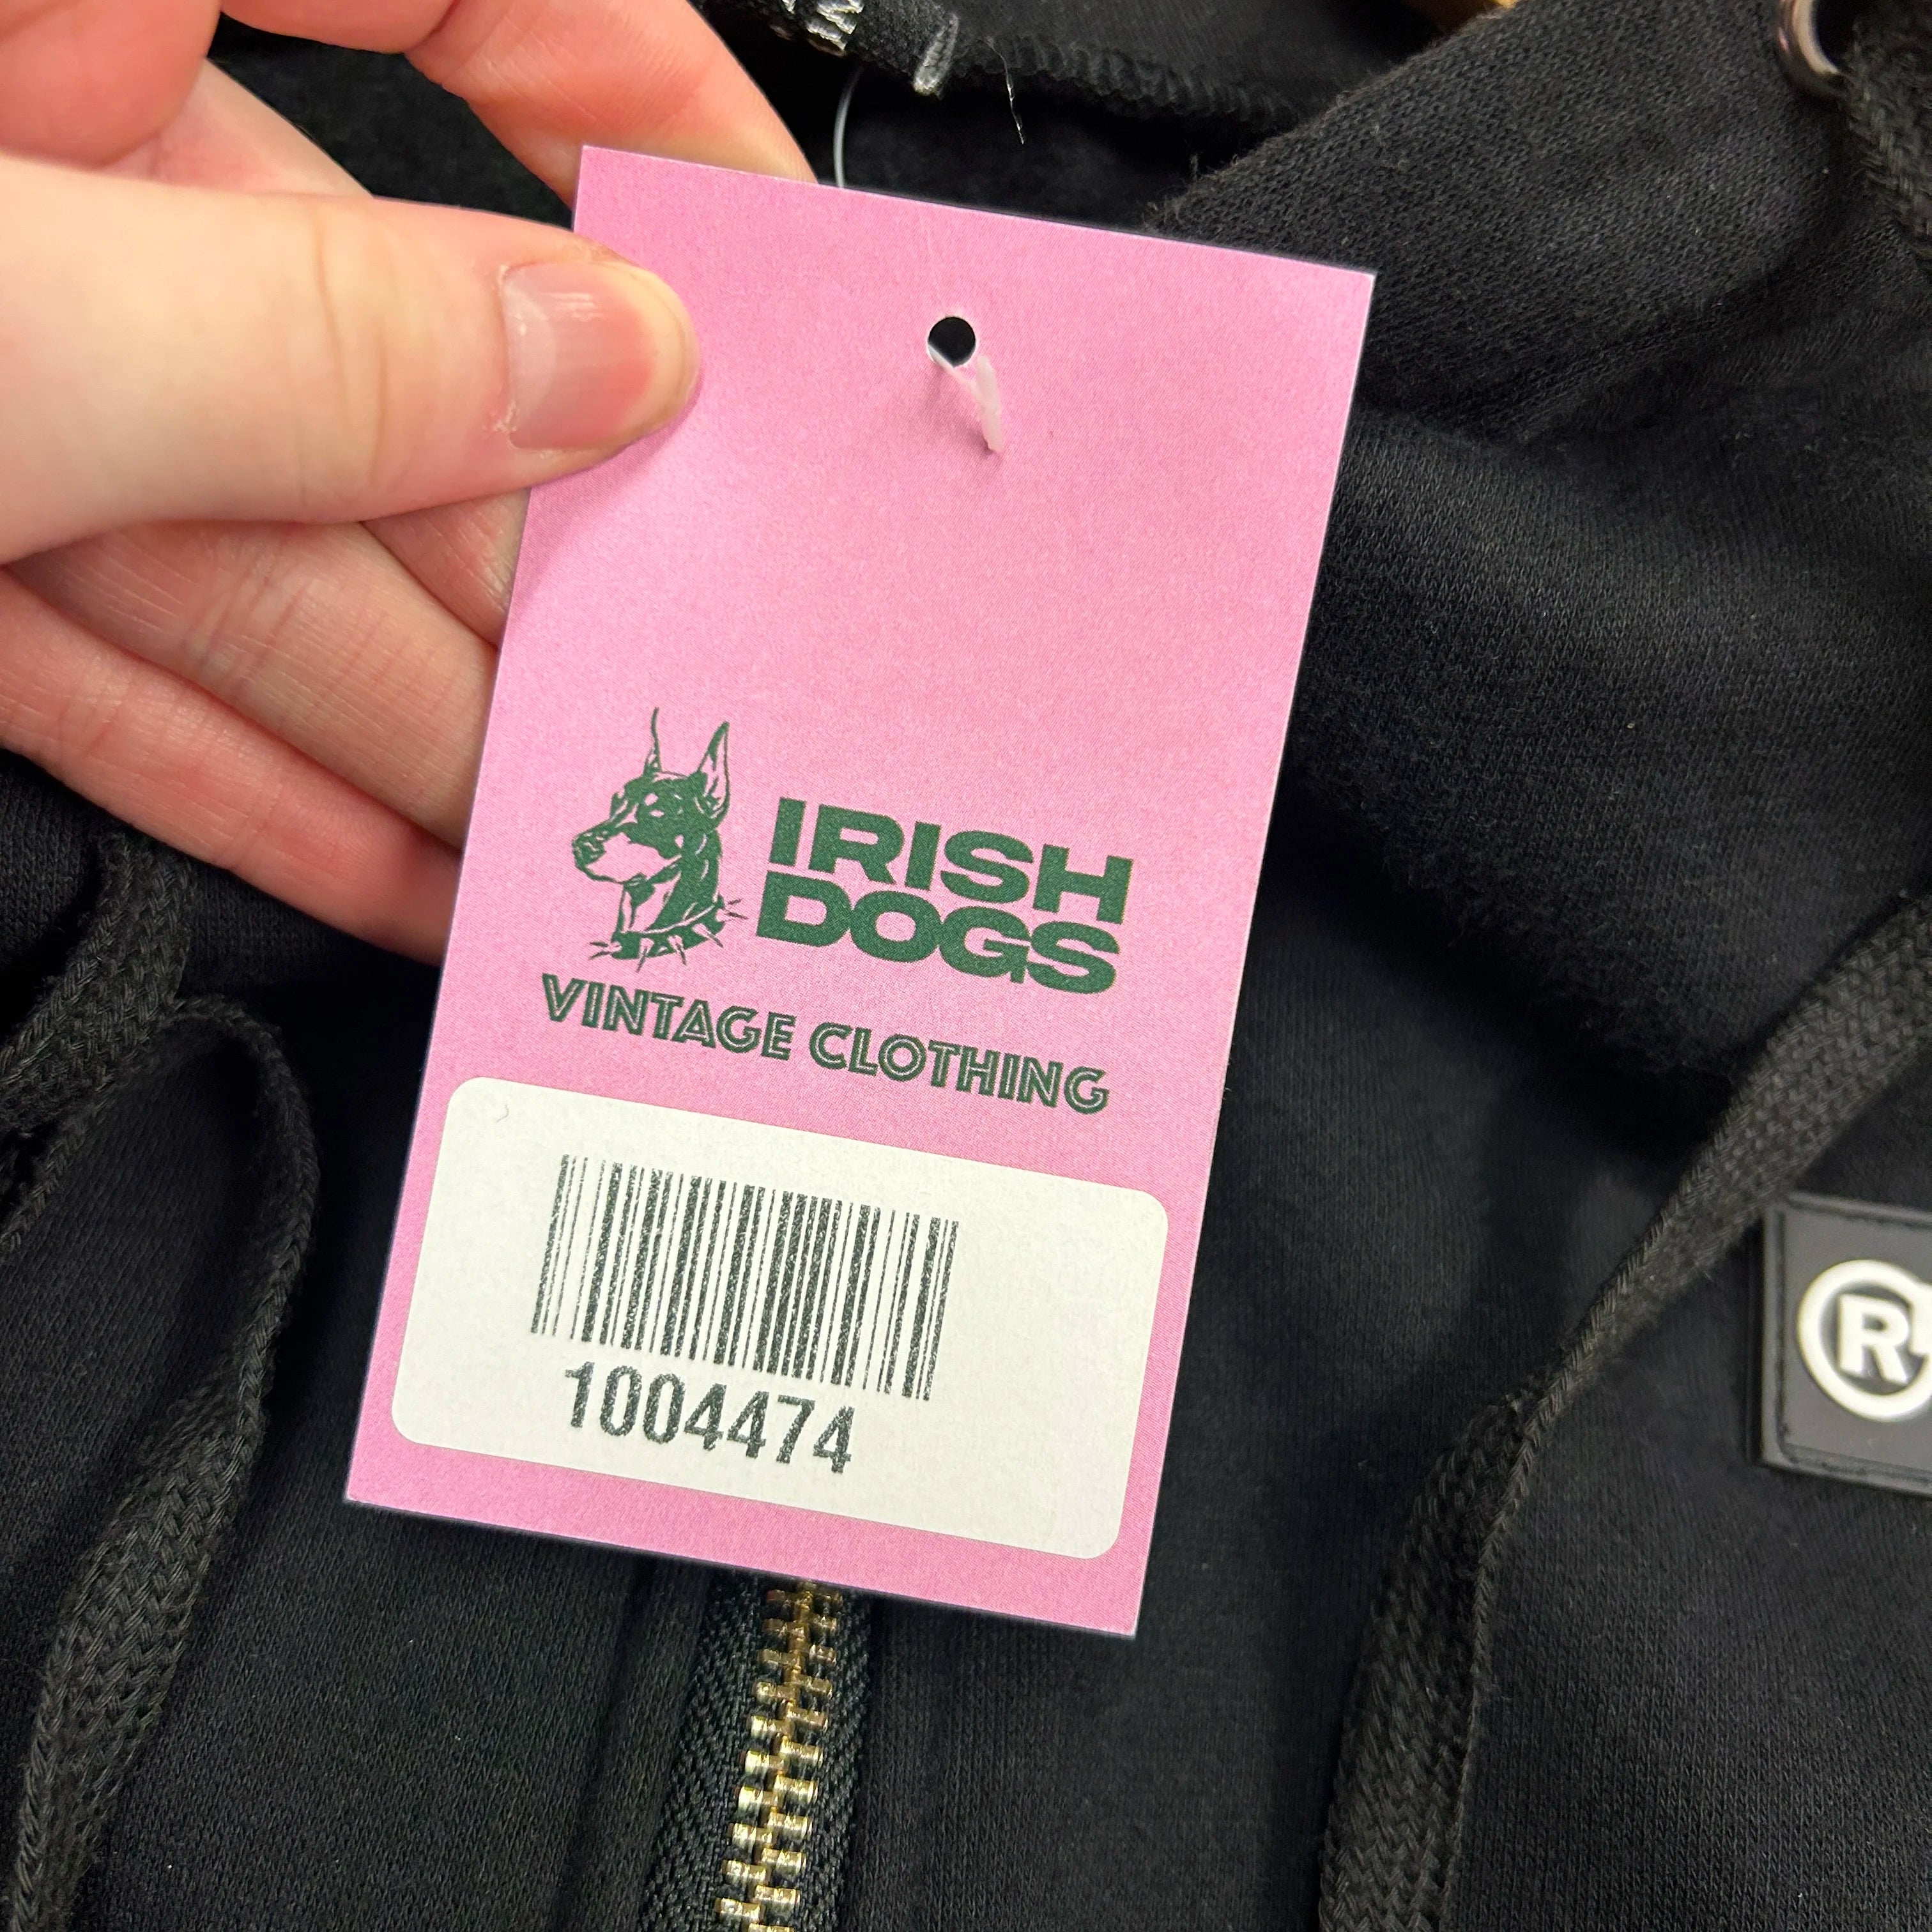 IRISH
DOGS
VINTAGE CLOTHING
1004474
R